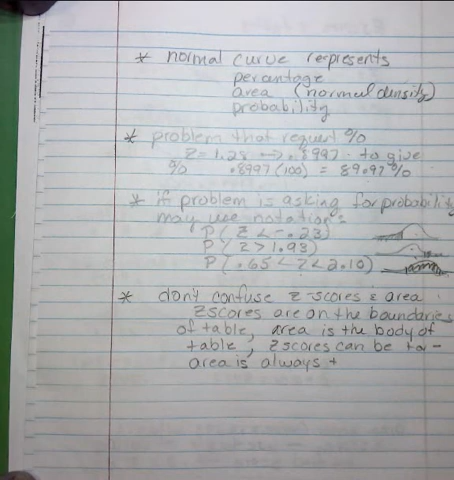 * normal curve represents
percentage
area (normal density)
probability
* problem that request %
z = 1.28 → .8997 to give
% .8997 (100) = 89.97 %
* if problem is asking for probability
may use notation:
P ( z < -.23)
P ( z > 1.93)
P ( .65 < z < 2.10)
* don't confuse z-scores & area
z scores are on the boundaries
of table, area is the body of
table, z scores can be + or -
area is always +